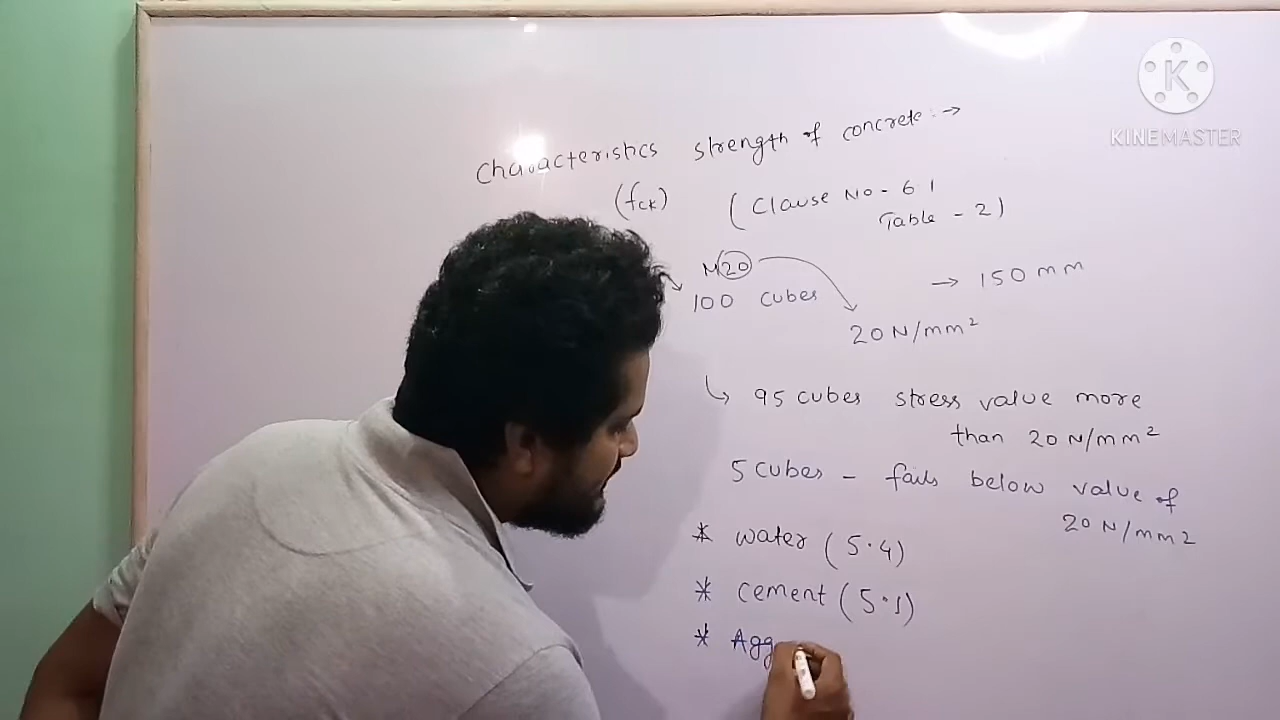 Characteristics strength of concrete :→
(fck) (Clause No - 6 1
Table - 2)
M20
100 cubes → 150 mm
20 N/mm²
95 cubes stress value more
than 20 N/mm²
5 cubes - fails below value of
20 N/mm²
* water (5.4)
* cement (5.1)
* Agg
K
KINEMASTER